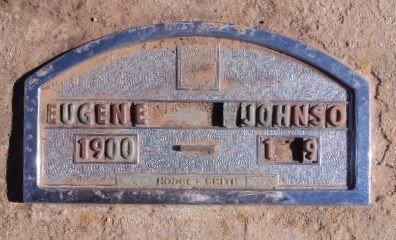 EUGENE JOHNSO
1900 - 1 9